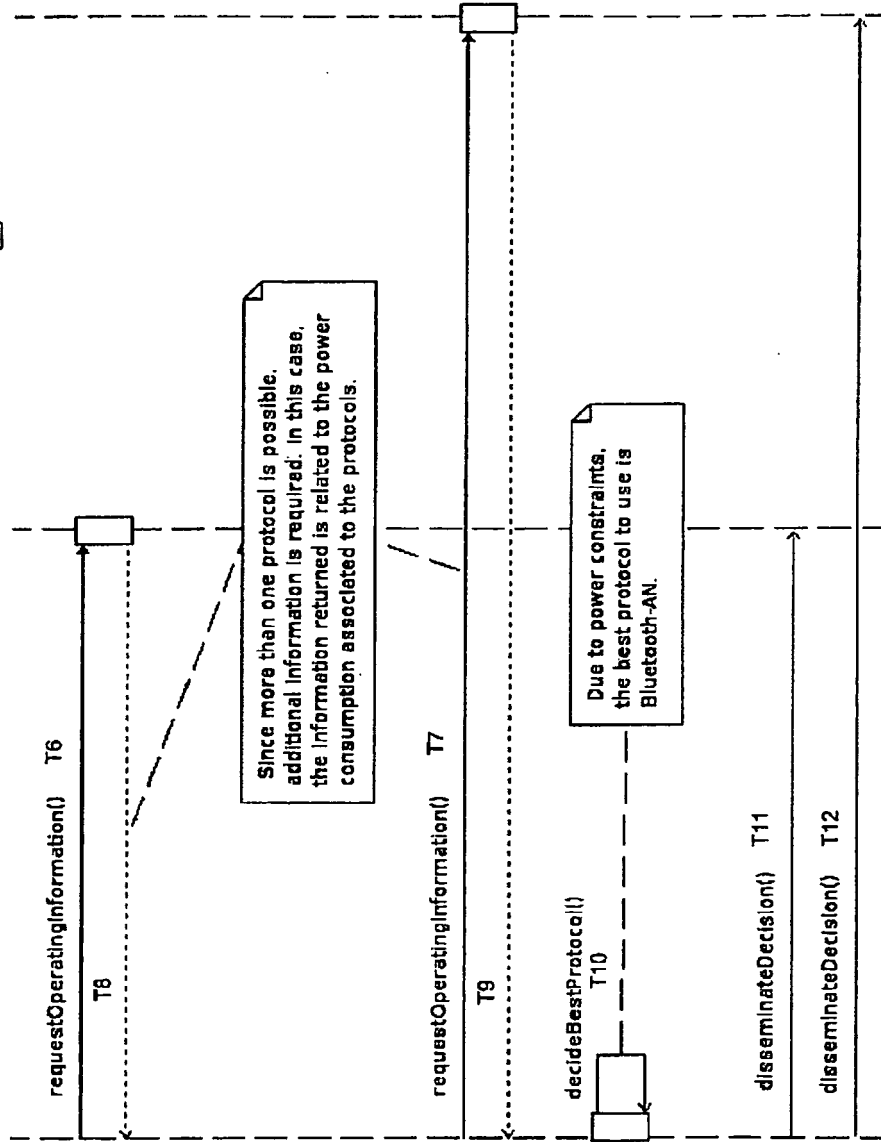 requestOperatingInformation() T6
T8
Since more than one protocol is possible,
additional information is required. In this case,
the information returned is related to the power
consumption associated to the protocols.
requestOperatingInformation() T7
T9
decideBestProtocol()
T10
Due to power constraints,
the best protocol to use is
Bluetooth-AN.
disseminateDecision() T11
disseminateDecision() T12